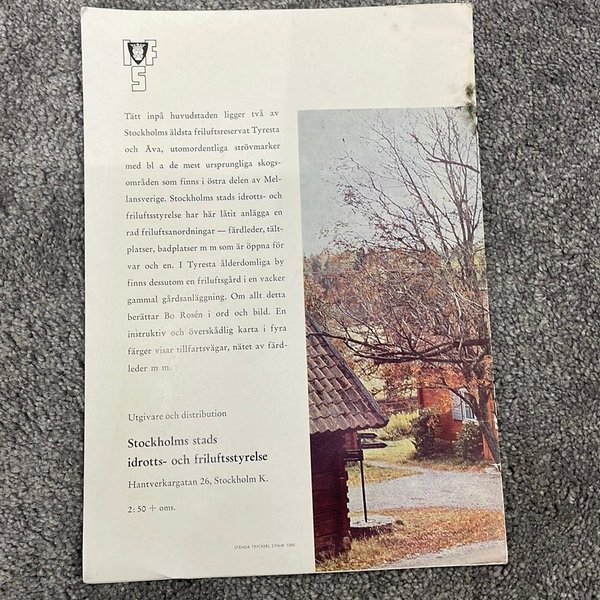 I F
S
Tätt inpå huvudstaden ligger två av
Stockholms äldsta friluftsreservat Tyresta
och Åva, utomordentliga strövmarker
med bl a de mest ursprungliga skogs-
områden som finns i östra delen av Mel-
lansverige. Stockholms stads idrotts- och
friluftsstyrelse har här låtit anlägga en
rad friluftsanordningar — färdleder, tält-
platser, badplatser m m som är öppna för
var och en. I Tyresta ålderdomliga by
finns dessutom en friluftsgård i en vacker
gammal gårdsanläggning. Om allt detta
berättar Bo Rosén i ord och bild. En
instruktiv och överskådlig karta i fyra
färger visar tillfartsvägar, nätet av färd-
leder m m.
Utgivare och distribution
Stockholms stads
idrotts- och friluftsstyrelse
Hantverkargatan 26, Stockholm K.
2:50 + oms.
SPÅNGA TRYCKERI, STHLM